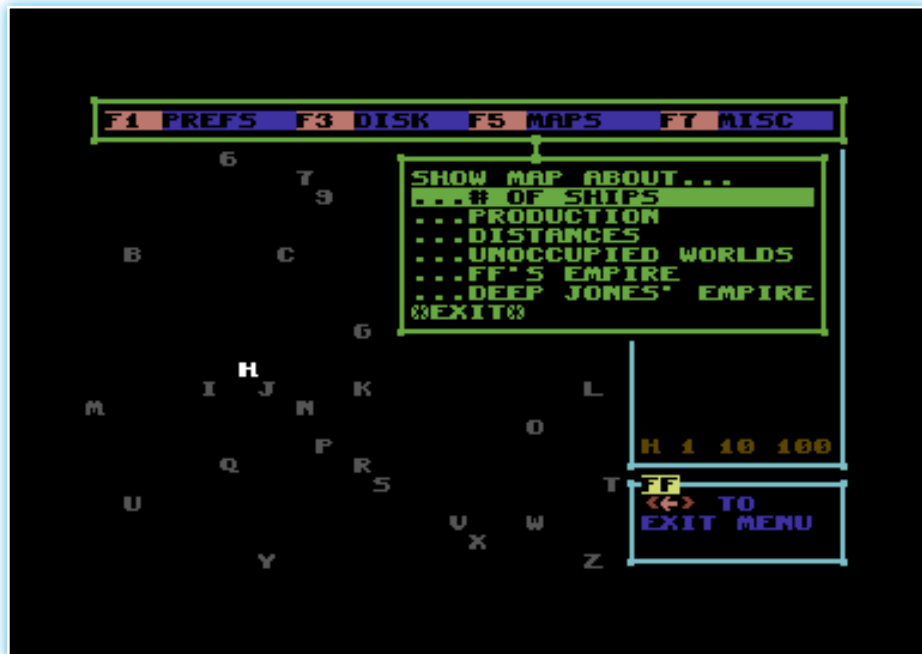 F1 PREFS F3 DISK F5 MAPS F7 MISC
6
7
SHOW MAP ABOUT...
9
...# OF SHIPS
...PRODUCTION
...DISTANCES
B C
...UNOCCUPIED WORLDS
...FF'S EMPIRE
...DEEP JONES' EMPIRE
()EXIT()
G
H
I J K L
M N
O
P
H 1 10 100
Q R
S T
FF
U
<←> TO
V W
EXIT MENU
X
Y Z